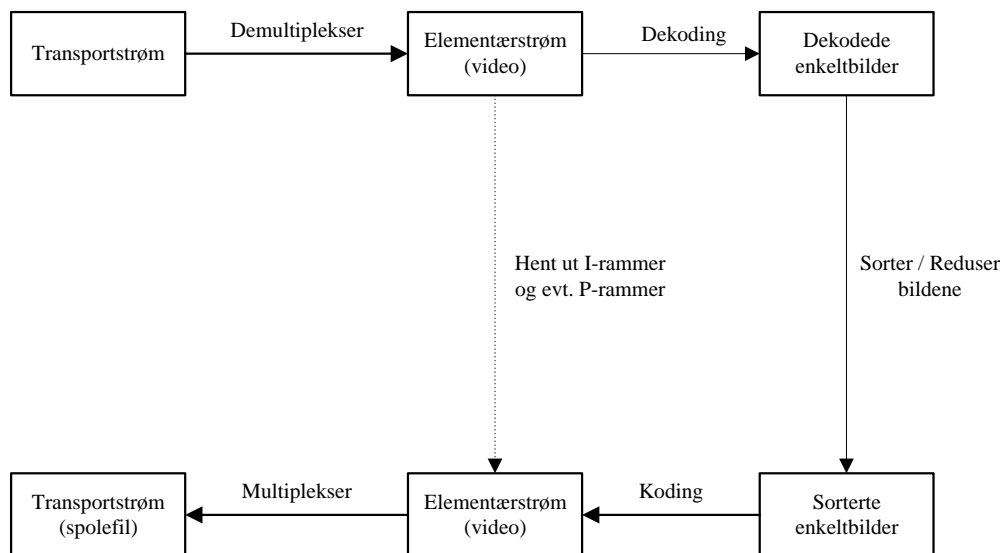 Transportstrøm
Demultiplekser
Elementærstrøm
(video)
Dekoding
Dekodede
enkeltbilder
Hent ut I-rammer
og evt. P-rammer
Sorter / Reduser
bildene
Transportstrøm
(spolefil)
Multiplekser
Elementærstrøm
(video)
Koding
Sorterte
enkeltbilder